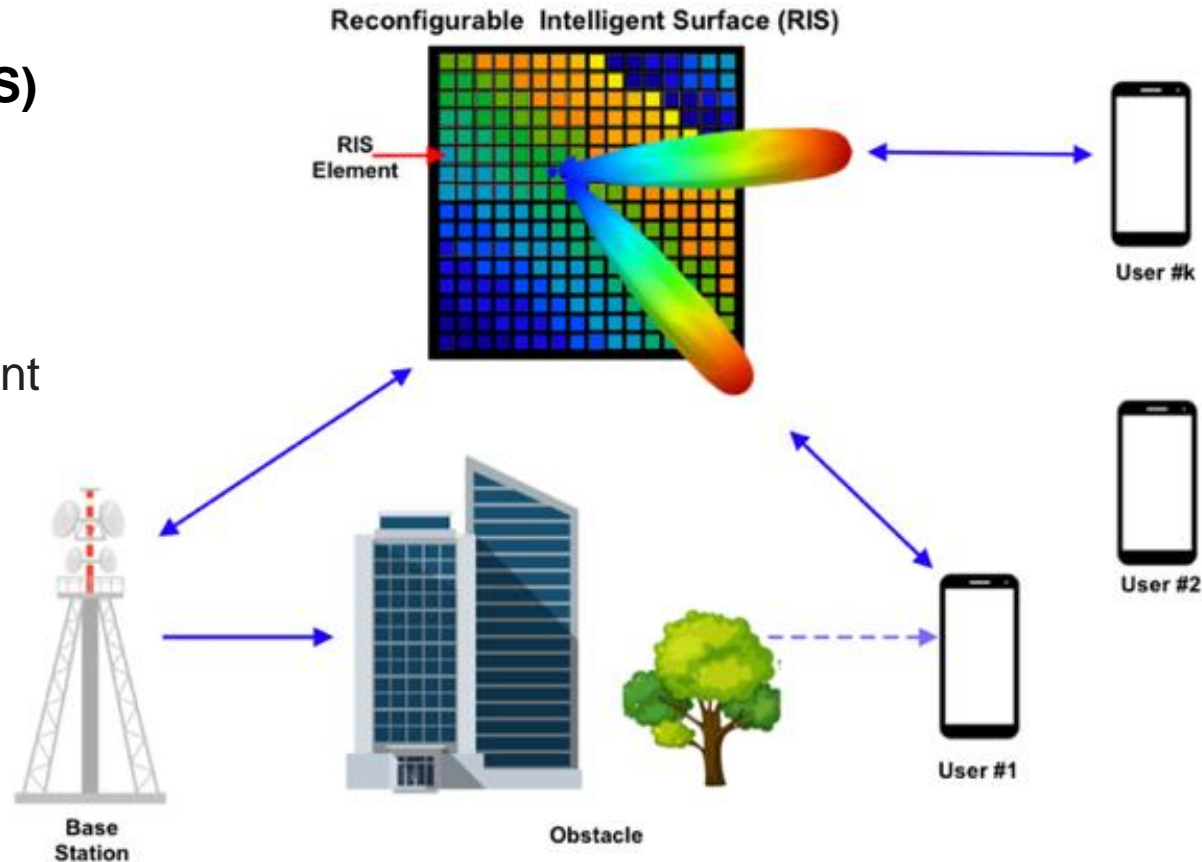 Reconfigurable Intelligent Surface (RIS)
S)
RIS
Element
User #k
nt
User #2
User #1
Base
Station
Obstacle